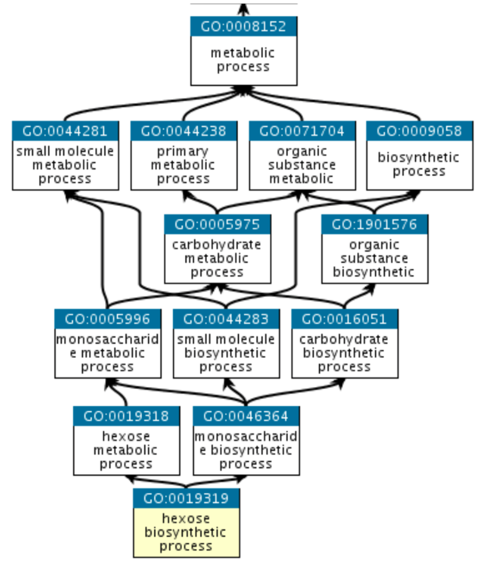 GO:0008152
metabolic
process
GO:0044281
small molecule
metabolic
process
GO:0044238
primary
metabolic
process
GO:0071704
organic
substance
metabolic
GO:0009058
biosynthetic
process
GO:0005975
carbohydrate
metabolic
process
GO:1901576
organic
substance
biosynthetic
GO:0005996
monosaccharid
e metabolic
process
GO:0044283
small molecule
biosynthetic
process
GO:0016051
carbohydrate
biosynthetic
process
GO:0019318
hexose
metabolic
process
GO:0046364
monosaccharid
e biosynthetic
process
GO:0019319
hexose
biosynthetic
process